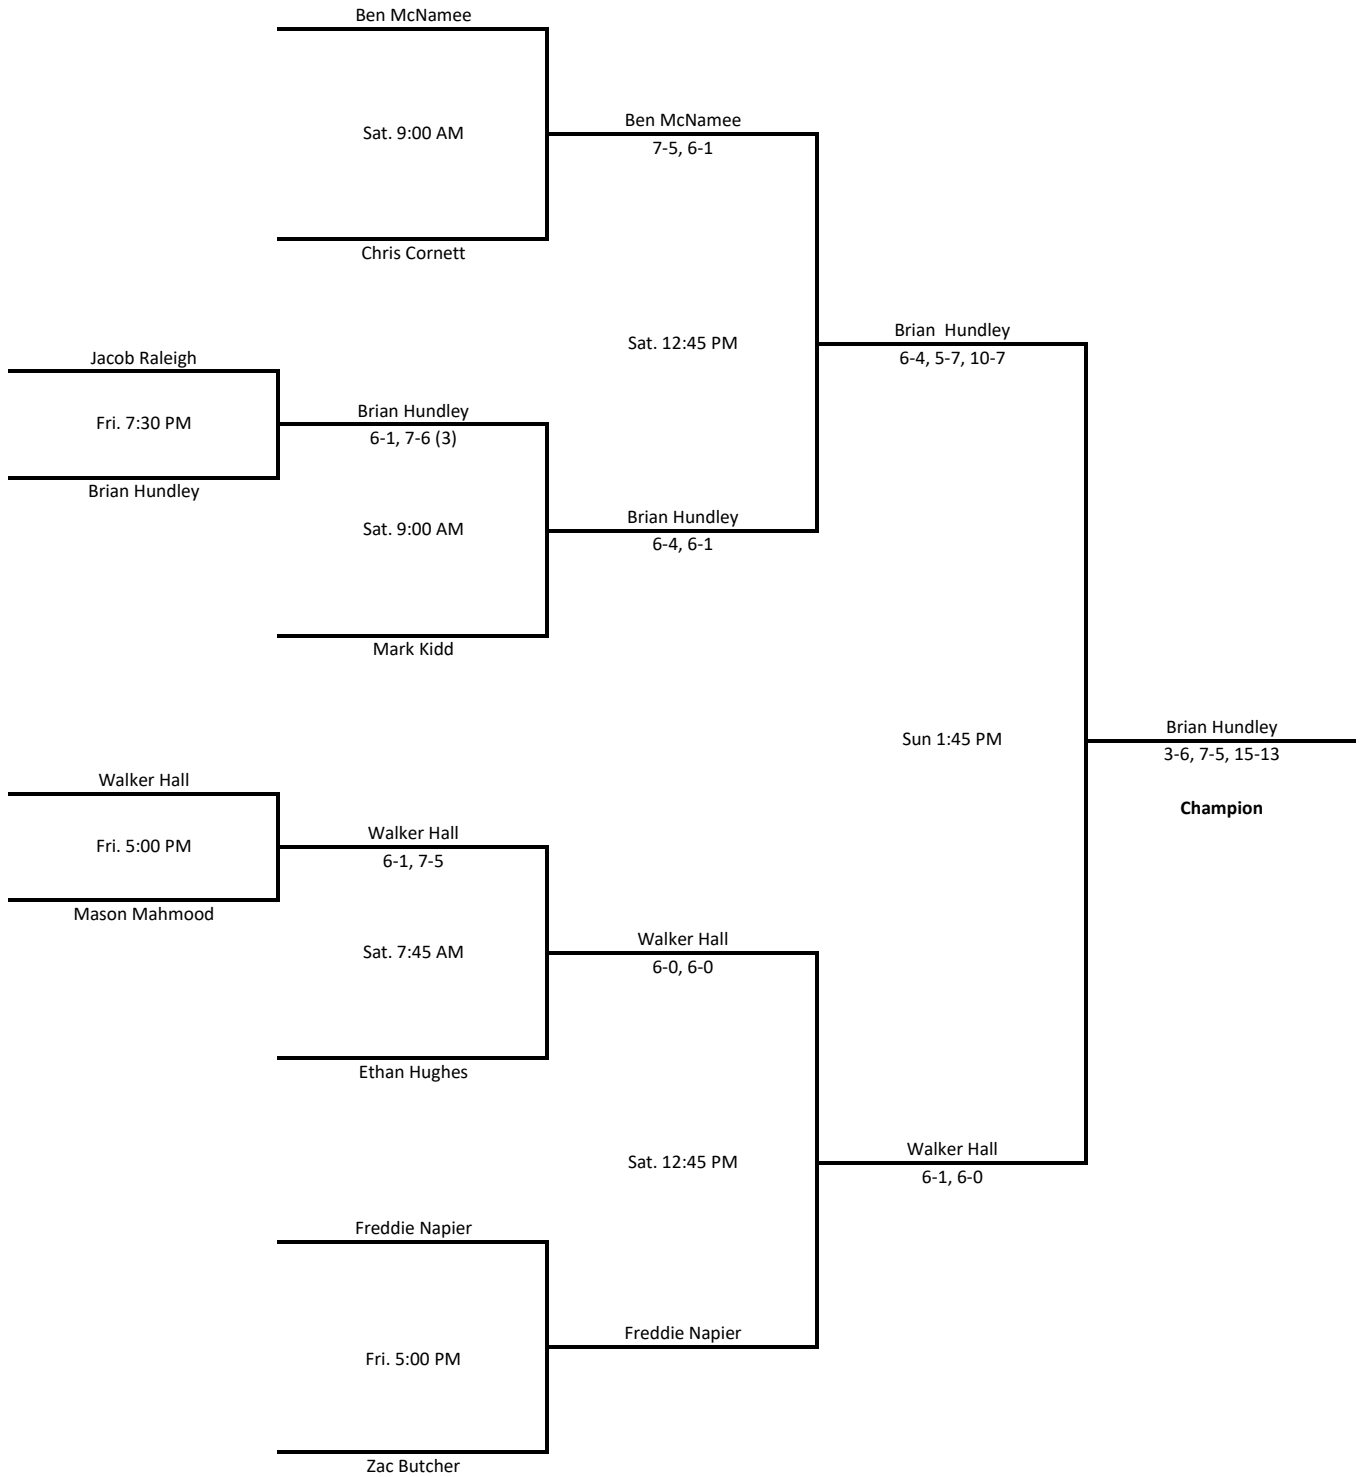 Ben McNamee
Sat. 9:00 AM
Ben McNamee
7-5, 6-1
Chris Cornett
Sat. 12:45 PM
Brian  Hundley
6-4, 5-7, 10-7
Jacob Raleigh
Fri. 7:30 PM
Brian Hundley
6-1, 7-6 (3)
Brian Hundley
Sat. 9:00 AM
Brian Hundley
6-4, 6-1
Mark Kidd
Sun 1:45 PM
Brian Hundley
3-6, 7-5, 15-13
Champion
Walker Hall
Fri. 5:00 PM
Walker Hall
6-1, 7-5
Mason Mahmood
Sat. 7:45 AM
Walker Hall
6-0, 6-0
Ethan Hughes
Sat. 12:45 PM
Walker Hall
6-1, 6-0
Freddie Napier
Fri. 5:00 PM
Freddie Napier
Zac Butcher